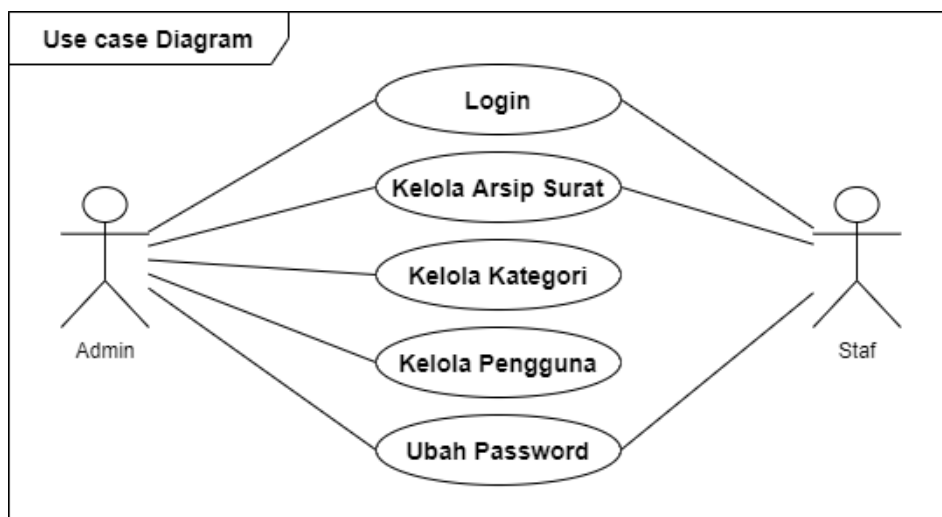 Use case Diagram
Login
Kelola Arsip Surat
Kelola Kategori
Kelola Pengguna
Ubah Password
Admin
Staf